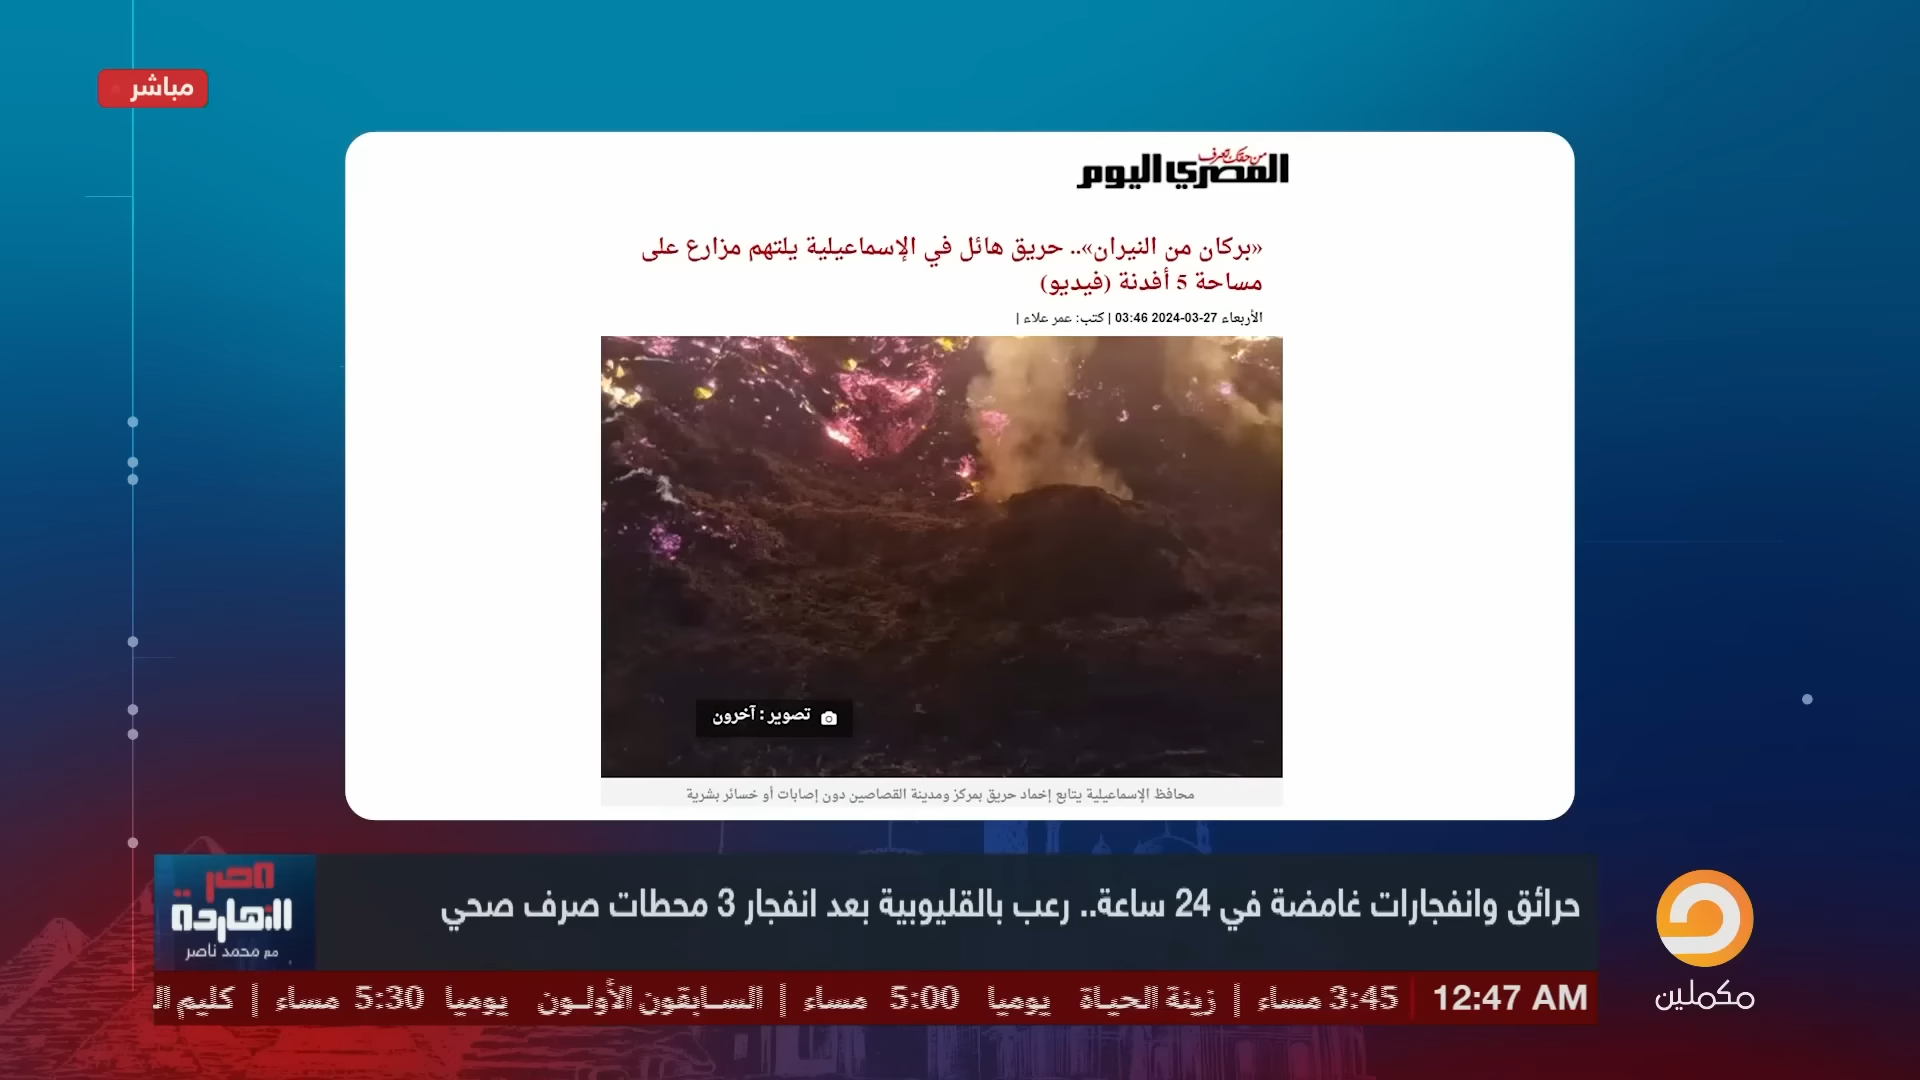 مباشر
من حقك تعرف
المصري اليوم
«بركان من النيران».. حريق هائل في الإسماعيلية يلتهم مزارع على
مساحة 5 أفدنة (فيديو)
الأربعاء 27-03-2024 03:46 | كتب: عمر علاء |
تصوير : آخرون
محافظ الإسماعيلية يتابع إخماد حريق بمركز ومدينة القصاصين دون إصابات أو خسائر بشرية
مصر
النهاردة
مع محمد ناصر
حرائق وانفجارات غامضة في 24 ساعة.. رعب بالقليوبية بعد انفجار 3 محطات صرف صحي
12:47 AM
3:45 مساء | زينة الحياة يوميا 5:00 مساء | السابقون الأولون يوميا 5:30 مساء | كليم ال
مكملين